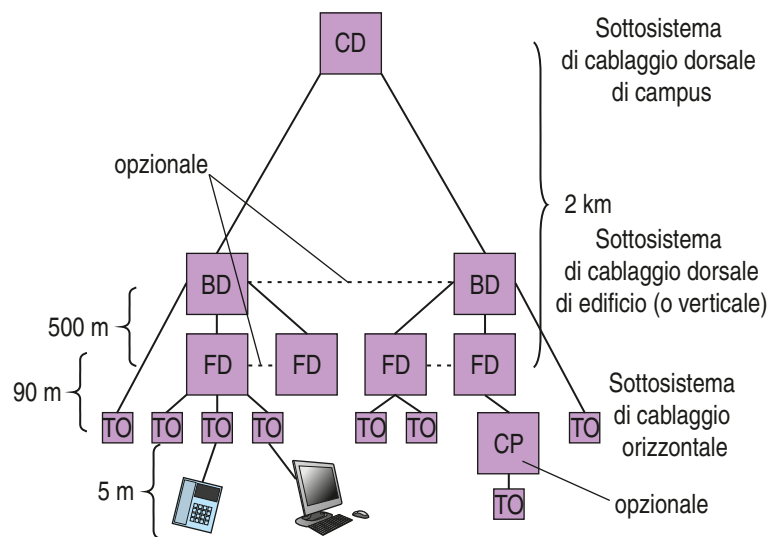 CD
Sottosistema
di cablaggio dorsale
di campus
opzionale
2 km
BD
BD
Sottosistema
di cablaggio dorsale
di edificio (o verticale)
500 m
FD
FD
FD
FD
90 m
Sottosistema
di cablaggio
orizzontale
TO
TO
TO
TO
TO
TO
CP
TO
5 m
TO
opzionale